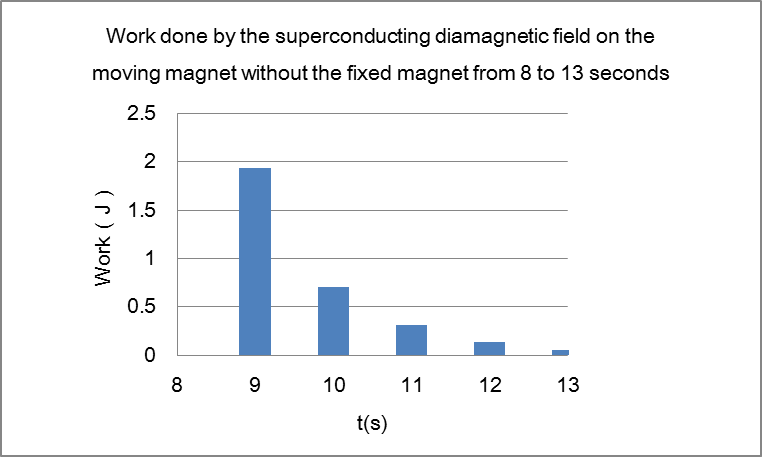 Work done by the superconducting diamagnetic field on the
moving magnet without the fixed magnet from 8 to 13 seconds
2.5
2
1.5
1
0.5
0
Work ( J )
8 9 10 11 12 13
t(s)